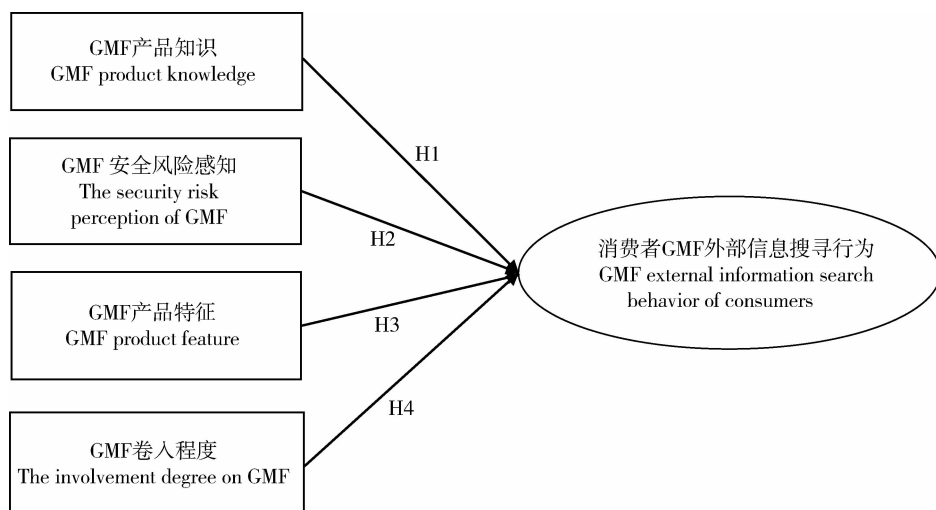 GMF产品知识
GMF product knowledge
H1
GMF 安全风险感知
The security risk
perception of GMF
H2
消费者GMF外部信息搜寻行为
GMF external information search
behavior of consumers
GMF产品特征
GMF product feature
H3
H4
GMF卷入程度
The involvement degree on GMF